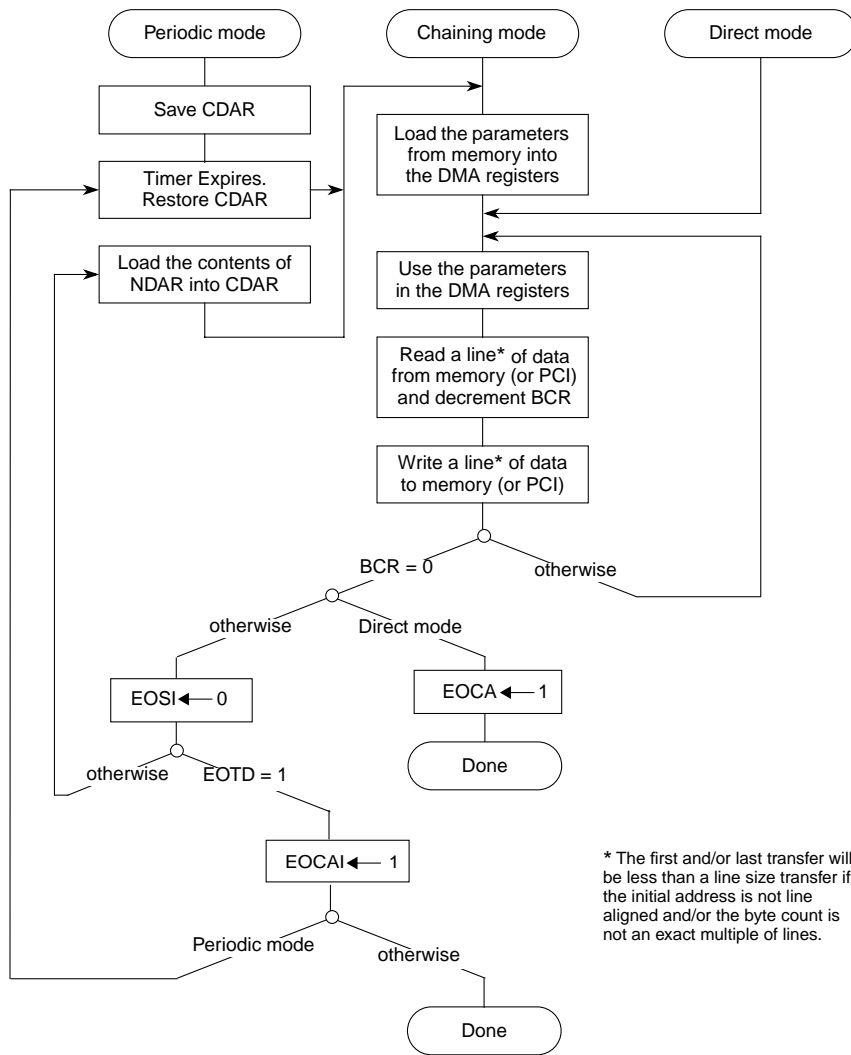 Periodic mode
Chaining mode
Direct mode
Save CDAR
Timer Expires.
Restore CDAR
Load the contents of
NDAR into CDAR
Load the parameters
from memory into
the DMA registers
Use the parameters
in the DMA registers
Read a line* of data
from memory (or PCI)
and decrement BCR
Write a line* of data
to memory (or PCI)
BCR = 0
otherwise
otherwise
Direct mode
EOSI ← 0
EOCA ← 1
otherwise
EOTD = 1
Done
EOCAI ← 1
Periodic mode
otherwise
Done
* The first and/or last transfer will
be less than a line size transfer if
the initial address is not line
aligned and/or the byte count is
not an exact multiple of lines.